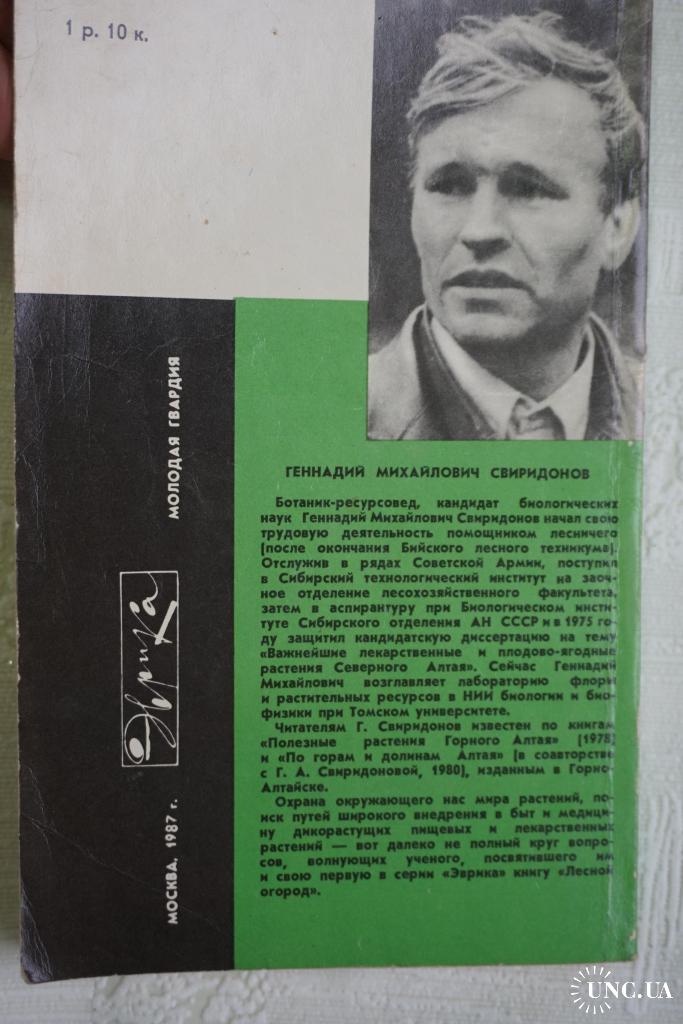 1 р. 10 к.
ГЕННАДИЙ МИХАЙЛОВИЧ СВИРИДОНОВ
Ботаник-ресурсовед, кандидат биологических
наук Геннадий Михайлович Свиридонов начал свою
трудовую деятельность помощником лесничего
(после окончания Бийского лесного техникума).
Отслужив в рядах Советской Армии, поступил
в Сибирский технологический институт на заоч-
ное отделение лесохозяйственного факультета,
затем в аспирантуру при Биологическом инсти-
туте Сибирского отделения АН СССР и в 1975 го-
ду защитил кандидатскую диссертацию на тему
«Важнейшие лекарственные и плодово-ягодные
растения Северного Алтая». Сейчас Геннадий
Михайлович возглавляет лабораторию флоры
и растительных ресурсов в НИИ биологии и био-
физики при Томском университете.
Читателям Г. Свиридонов известен по книгам
«Полезные растения Горного Алтая» (1978)
и «По горам и долинам Алтая» (в соавторстве
с Г. А. Свиридоновой, 1980), изданным в Горно-
Алтайске.
Охрана окружающего нас мира растений, по-
иск путей широкого внедрения в быт и медици-
ну дикорастущих пищевых и лекарственных
растений — вот далеко не полный круг вопро-
сов, волнующих ученого, посвятившего им
и свою первую в серии «Эврика» книгу «Лесной
огород».
МОСКВА, 1987 г.
Эврика
МОЛОДАЯ ГВАРДИЯ
UNC.UA